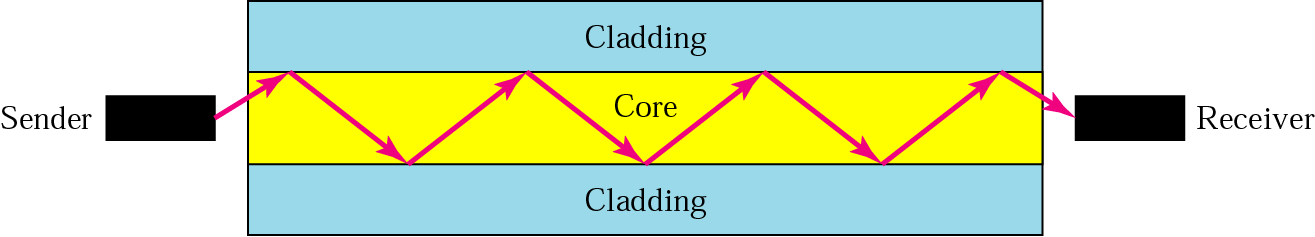 Cladding
Core
Sender
Receiver
Cladding